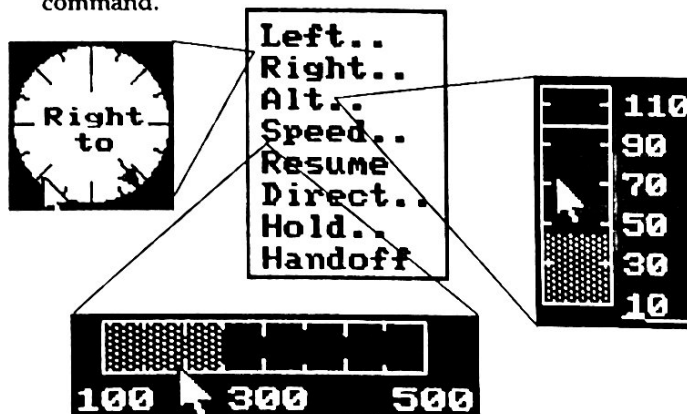 command.
Left..
Right..
Alt..
Speed..
Resume
Direct..
Hold..
Handoff
Right
to
110
90
70
50
30
10
100 300 500